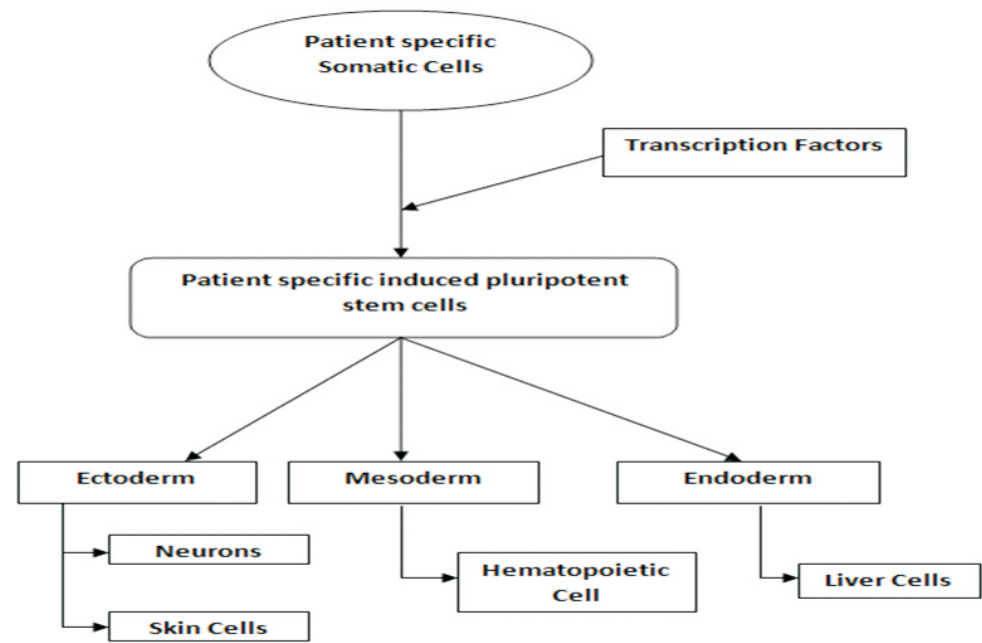 Patient specific
Somatic Cells
Transcription Factors
Patient specific induced pluripotent
stem cells
Ectoderm
Mesoderm
Endoderm
Neurons
Hematopoietic
Cell
Liver Cells
Skin Cells